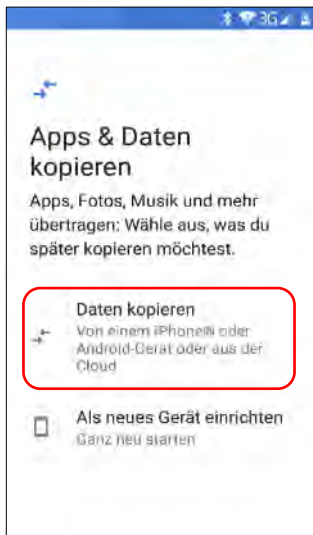 3G
Apps & Daten
kopieren
Apps, Fotos, Musik und mehr
übertragen: Wähle aus, was du
später kopieren möchtest.
Daten kopieren
Von einem iPhone® oder
Android-Gerät oder aus der
Cloud
Als neues Gerät einrichten
Ganz neu starten